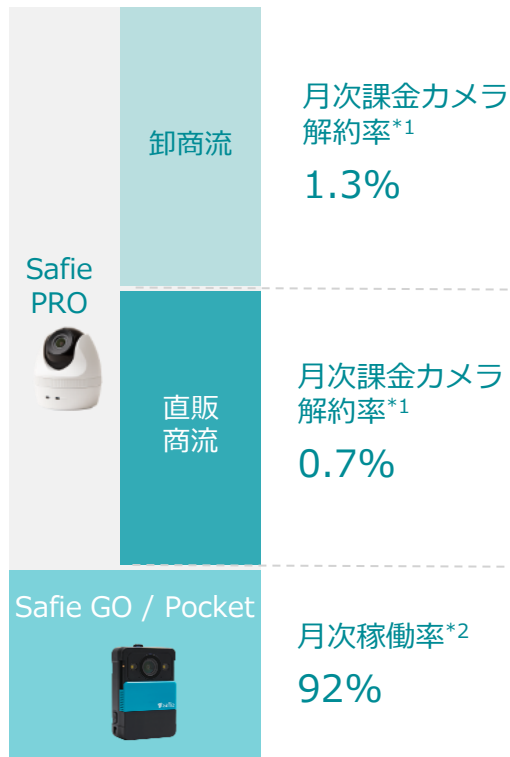 Safie
PRO
卸商流
月次課金カメラ
解約率*1
1.3%
直販
商流
月次課金カメラ
解約率*1
0.7%
Safie GO / Pocket
月次稼働率*2
92%